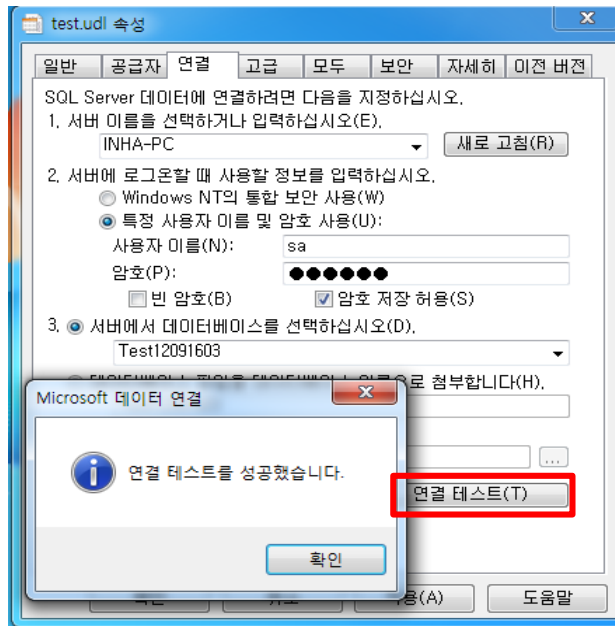 test.udl 속성
일반 공급자 연결 고급 모두 보안 자세히 이전 버전
SQL Server 데이터에 연결하려면 다음을 지정하십시오.
1. 서버 이름을 선택하거나 입력하십시오(E).
INHA-PC 새로 고침(R)
2. 서버에 로그온할 때 사용할 정보를 입력하십시오.
Windows NT의 통합 보안 사용(W)
특정 사용자 이름 및 암호 사용(U):
사용자 이름(N): sa
암호(P): ●●●●●●
빈 암호(B) 암호 저장 허용(S)
3. 서버에서 데이터베이스를 선택하십시오(D).
Test12091603
로 첨부합니다(H).
Microsoft 데이터 연결
...
연결 테스트를 성공했습니다.
연결 테스트(T)
확인
(A) 도움말